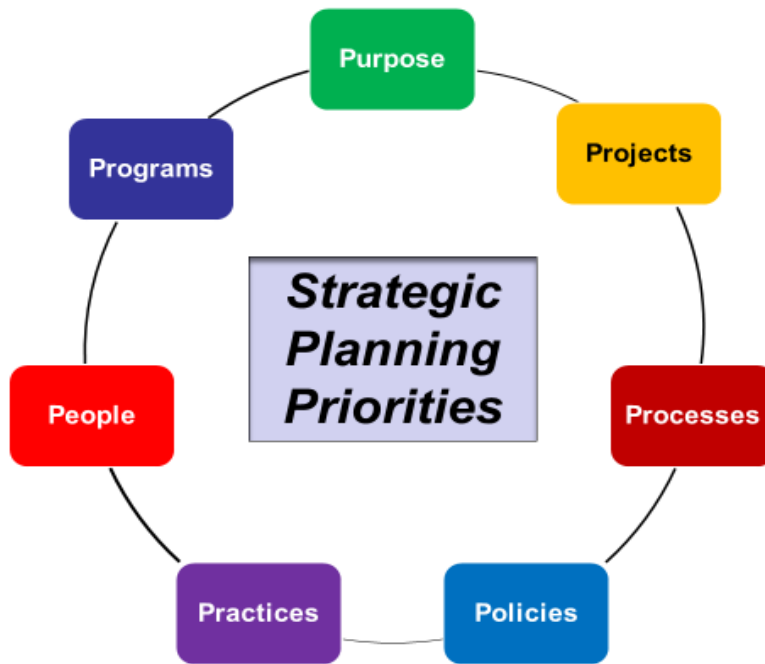 Purpose
Projects
Programs
Strategic
Planning
Priorities
People
Processes
Practices
Policies